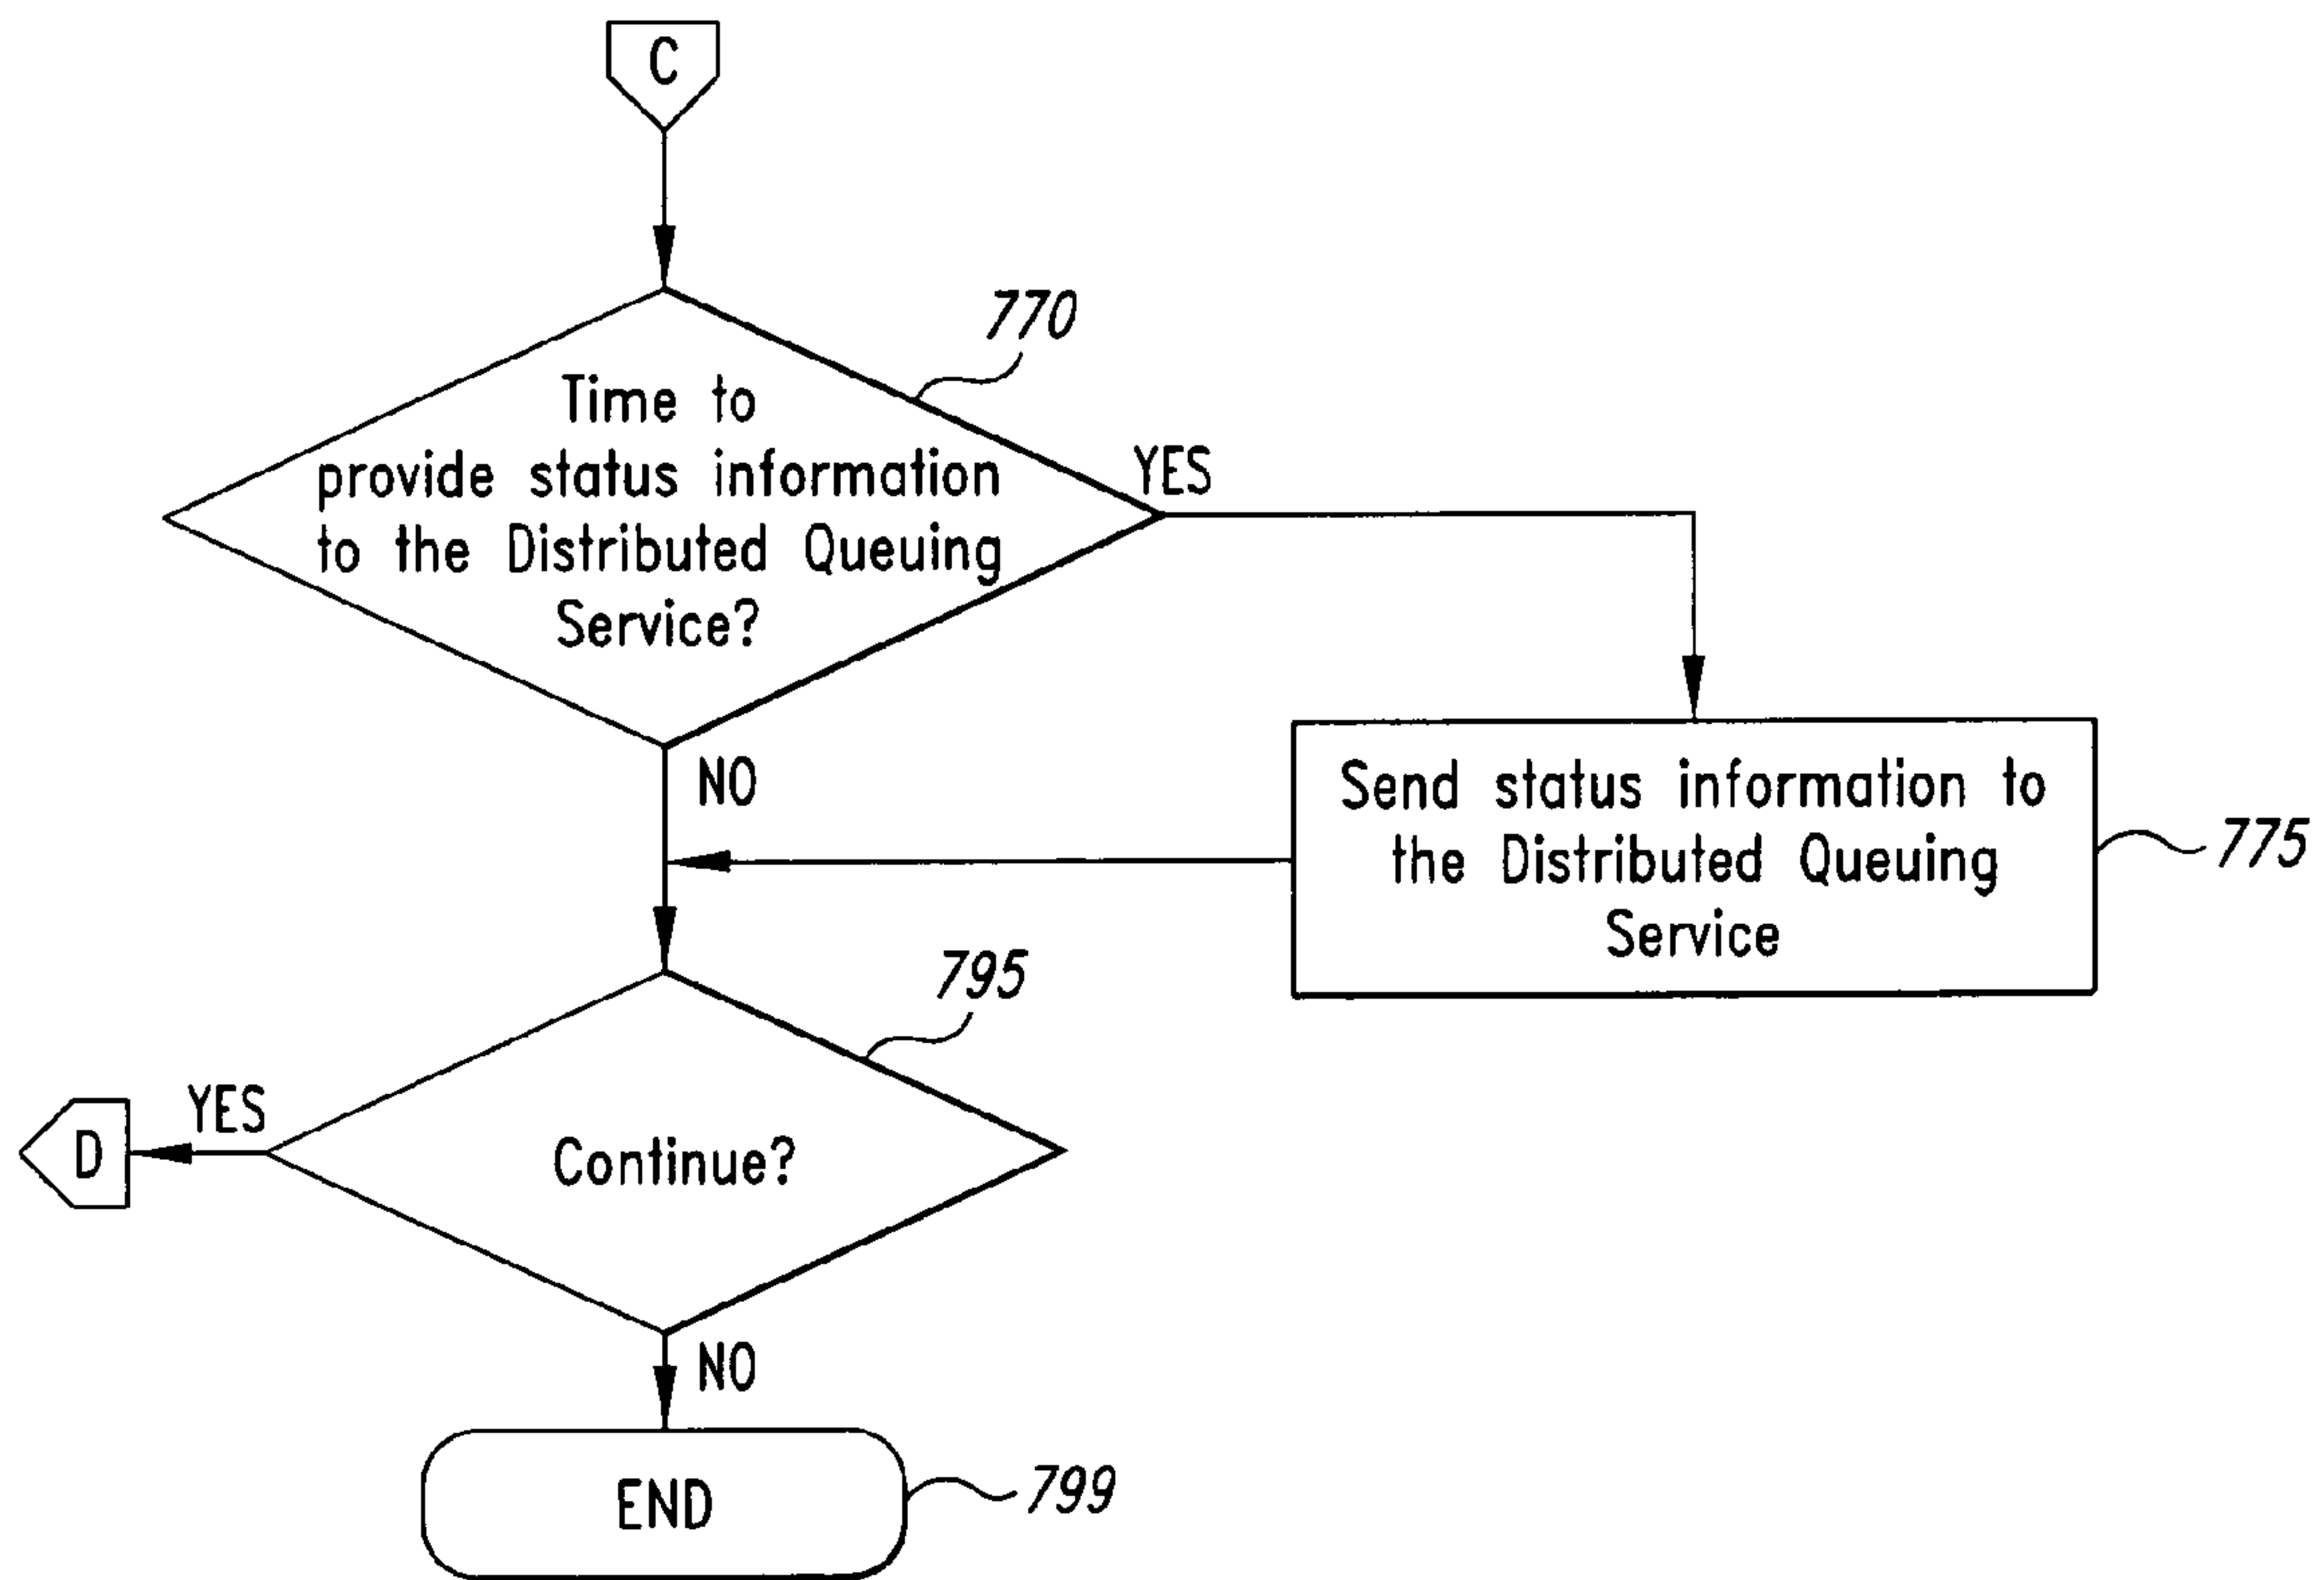 C
770
Time to
provide status information
to the Distributed Queuing
Service?
YES
NO
Send status information to
the Distributed Queuing
Service
775
795
Continue?
YES
D
NO
END
799